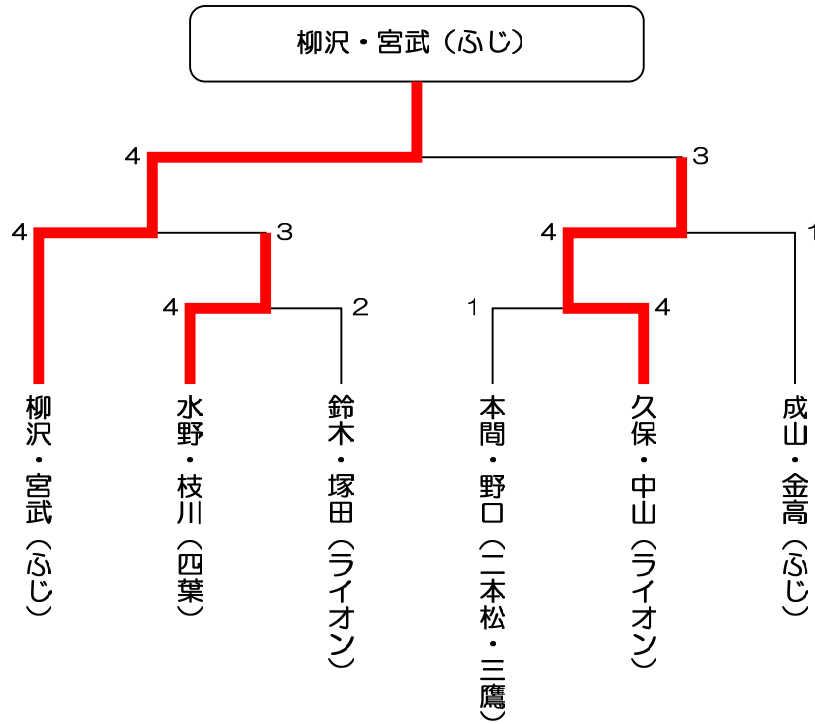 柳沢・宮武（ふじ）
4
3
4
3
4
1
4
2
1
4
柳沢・宮武（ふじ）
水野・枝川（四葉）
鈴木・塚田（ライオン）
本間・野口（二本松・三鷹）
久保・中山（ライオン）
成山・金高（ふじ）